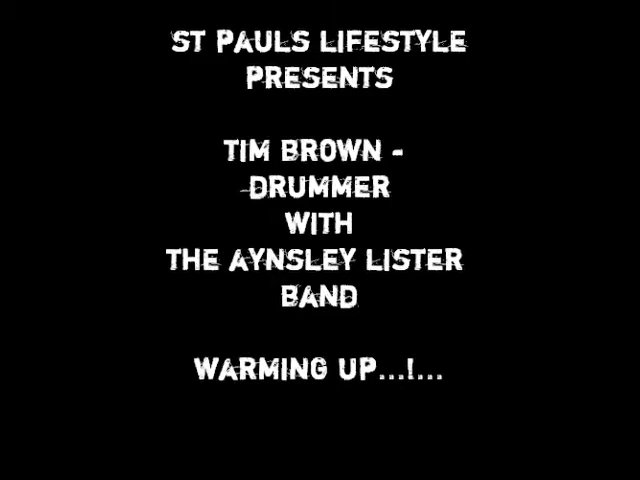 ST PAULS LIFESTYLE
PRESENTS
TIM BROWN -
DRUMMER
WITH
THE AYNSLEY LISTER
BAND
WARMING UP...!...